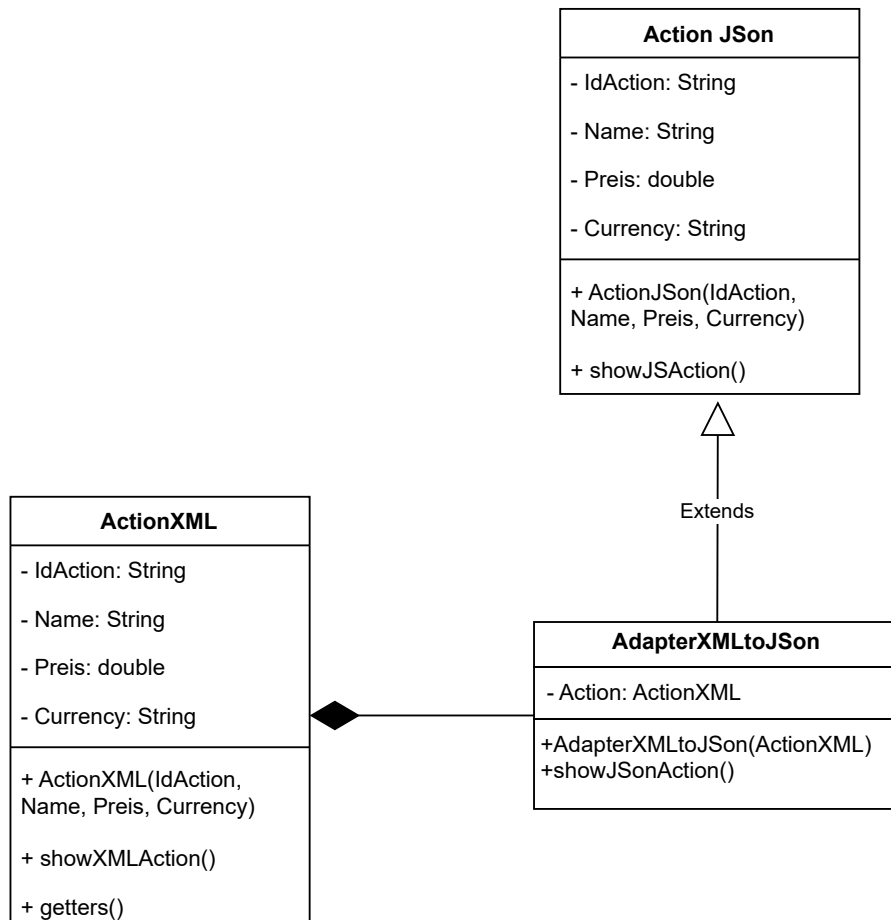 Action JSon
- IdAction: String
- Name: String
- Preis: double
- Currency: String
+ ActionJSon(IdAction,
Name, Preis, Currency)
+ showJSAction()
Extends
ActionXML
- IdAction: String
- Name: String
- Preis: double
- Currency: String
+ ActionXML(IdAction,
Name, Preis, Currency)
+ showXMLAction()
+ getters()
AdapterXMLtoJSon
- Action: ActionXML
+AdapterXMLtoJSon(ActionXML)
+showJSonAction()